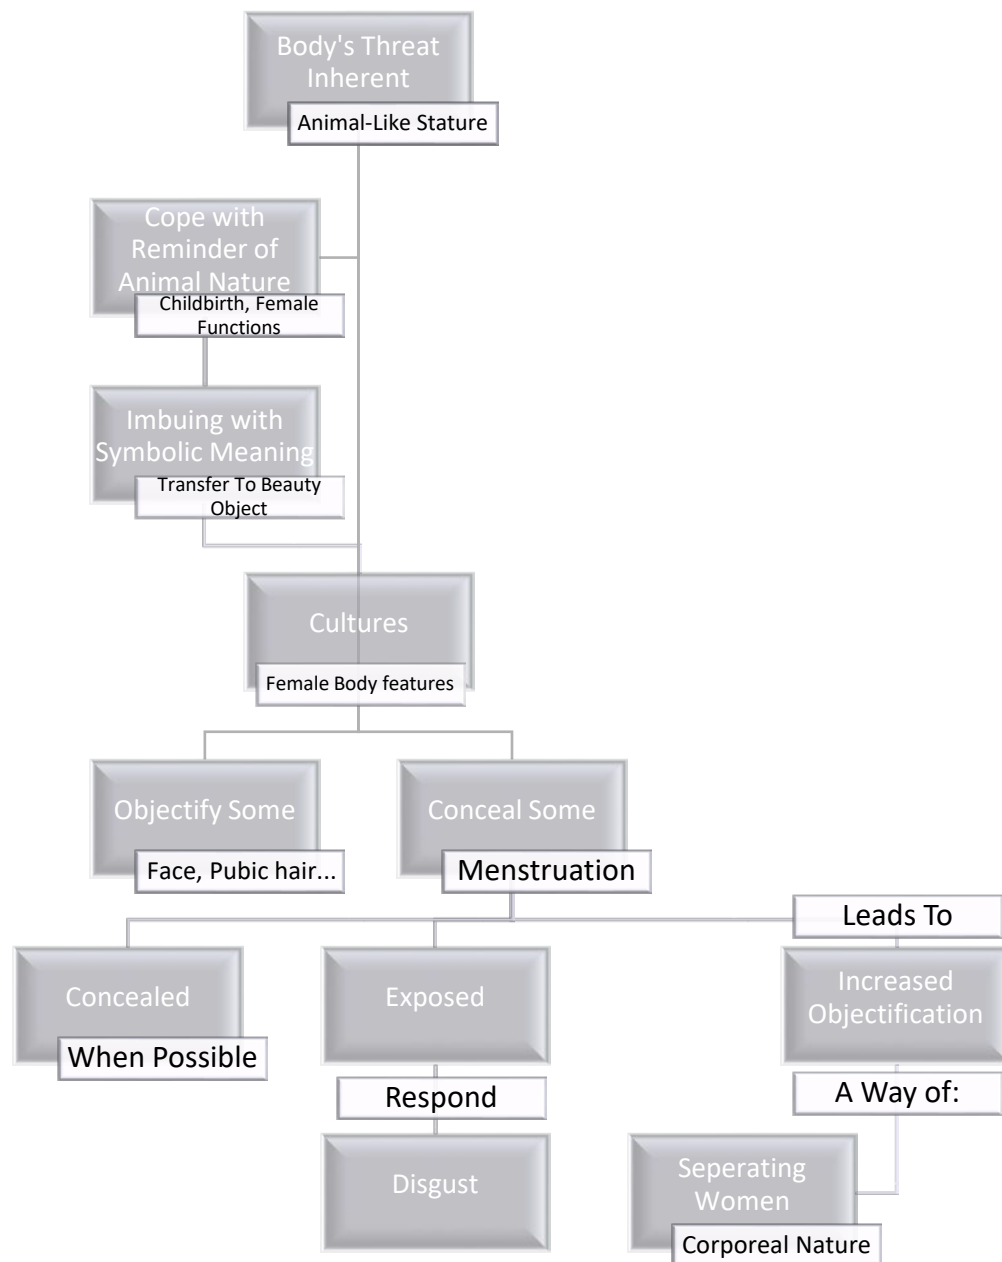 Body's Threat
Inherent
Animal-Like Stature
Cope with
Reminder of
Animal Nature
Childbirth, Female
Functions
Imbuing with
Symbolic Meaning
Transfer To Beauty
Object
Cultures
Female Body features
Objectify Some
Face, Pubic hair...
Conceal Some
Menstruation
Concealed
When Possible
Exposed
Respond
Disgust
Leads To
Increased
Objectification
A Way of:
Seperating
Women
Corporeal Nature